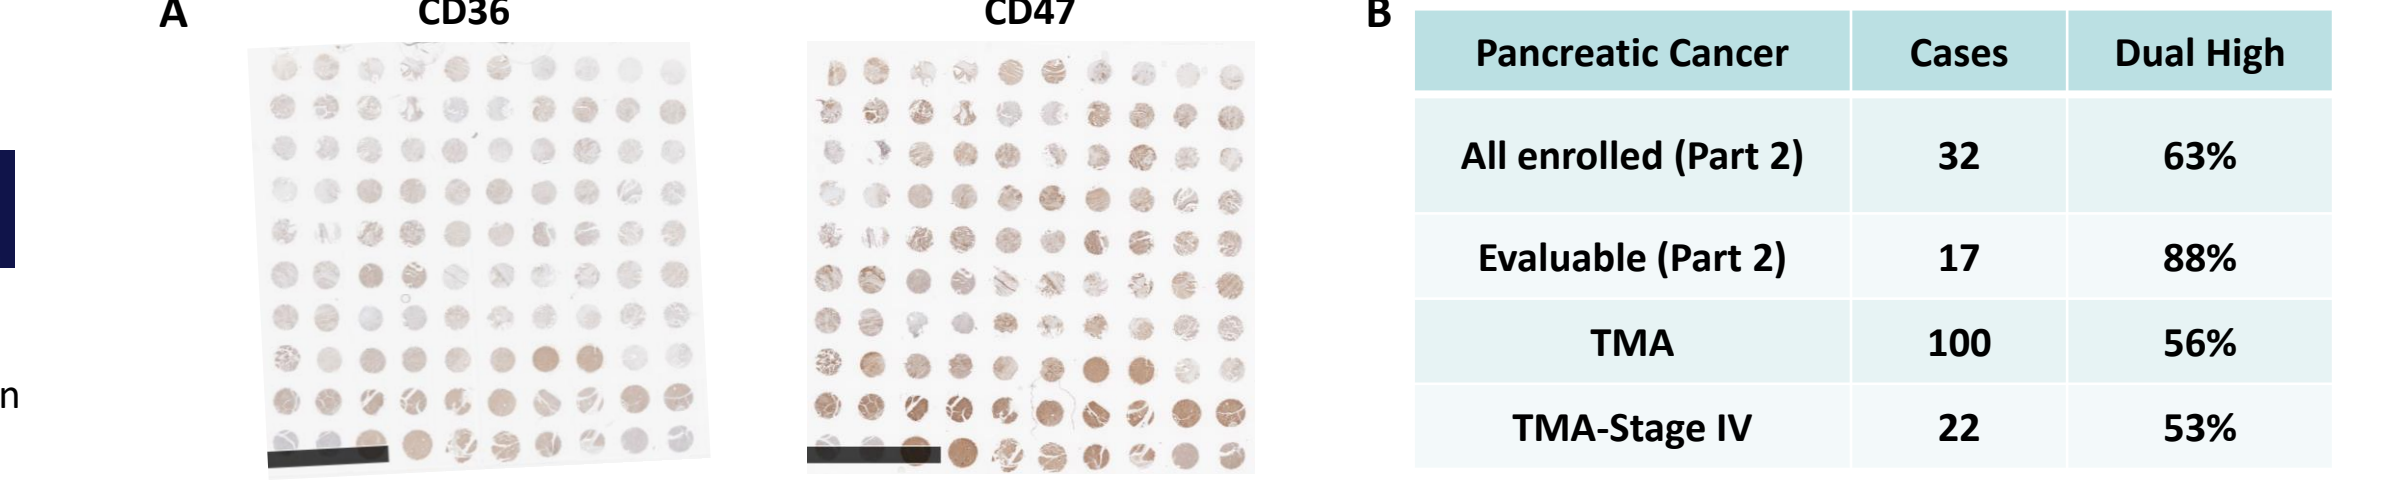 A
CD36
CD47
B
Pancreatic Cancer Cases Dual High
All enrolled (Part 2) 32 63%
Evaluable (Part 2) 17 88%
TMA 100 56%
TMA-Stage IV 22 53%
n